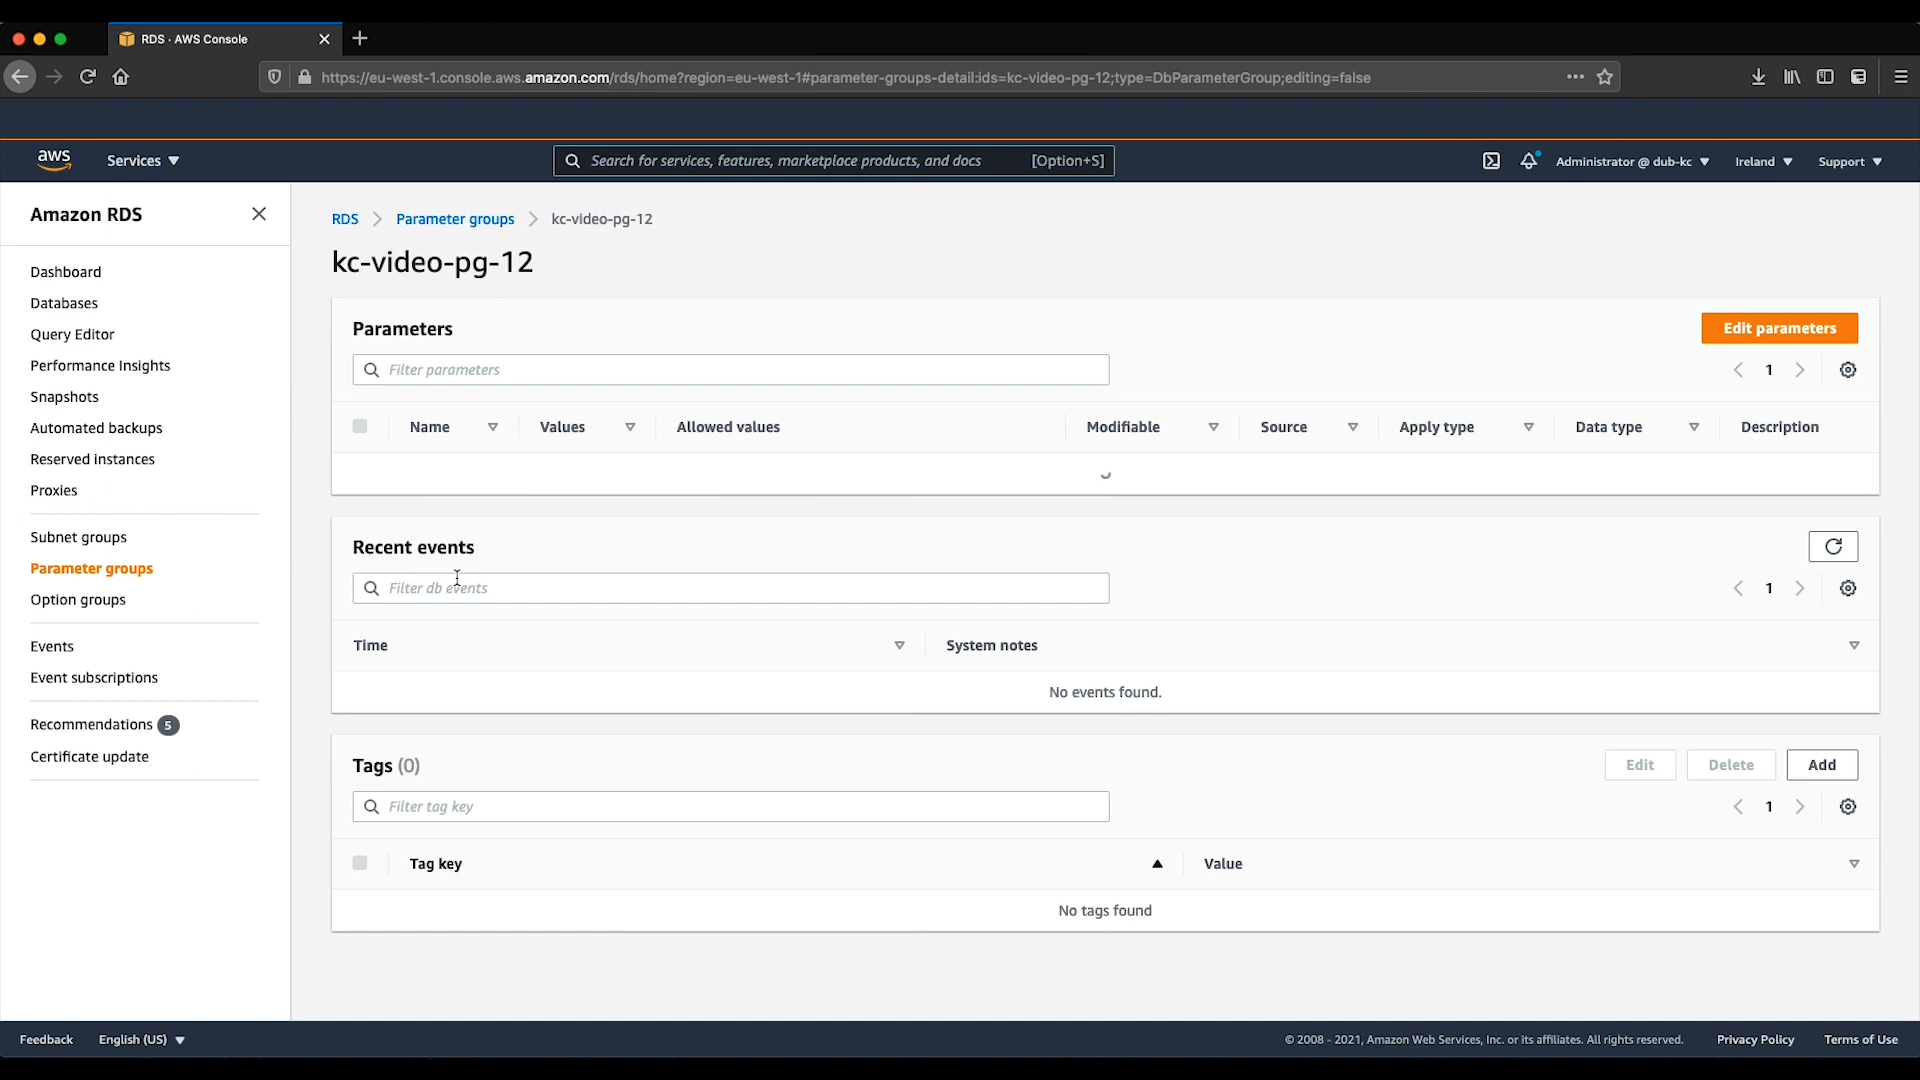 RDS · AWS Console
https://eu-west-1.console.aws.amazon.com/rds/home?region=eu-west-1#parameter-groups-detail:ids=kc-video-pg-12;type=DbParameterGroup;editing=false
aws
Services
Search for services, features, marketplace products, and docs [Option+S]
Administrator @ dub-kc
Ireland
Support
Amazon RDS
Dashboard
Databases
Query Editor
Performance Insights
Snapshots
Automated backups
Reserved instances
Proxies
Subnet groups
Parameter groups
Option groups
Events
Event subscriptions
Recommendations 5
Certificate update
RDS > Parameter groups > kc-video-pg-12
kc-video-pg-12
Parameters
Edit parameters
Filter parameters
1
Name Values Allowed values Modifiable Source Apply type Data type Description
Recent events
Filter db events
1
Time System notes
No events found.
Tags (0)
Edit Delete Add
Filter tag key
1
Tag key Value
No tags found
Feedback English (US) © 2008 - 2021, Amazon Web Services, Inc. or its affiliates. All rights reserved. Privacy Policy Terms of Use